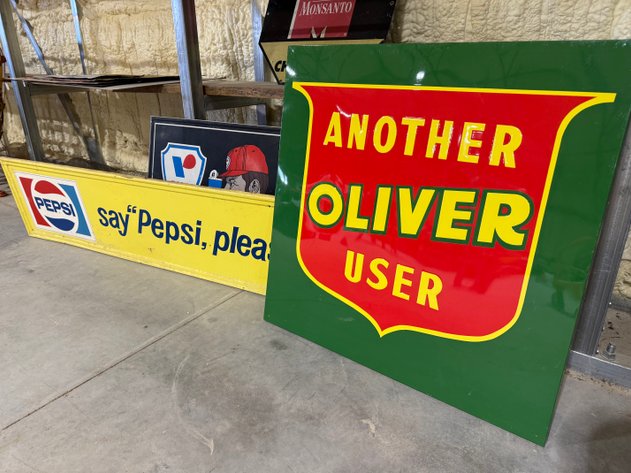 MONSANTO
PEPSI
say "Pepsi, pleas
ANOTHER
OLIVER
USER